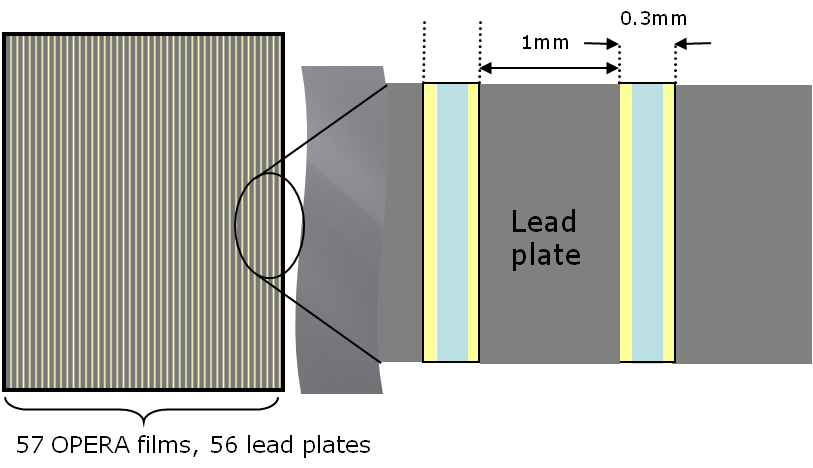 0.3mm
1mm
Lead
plate
57 OPERA films, 56 lead plates